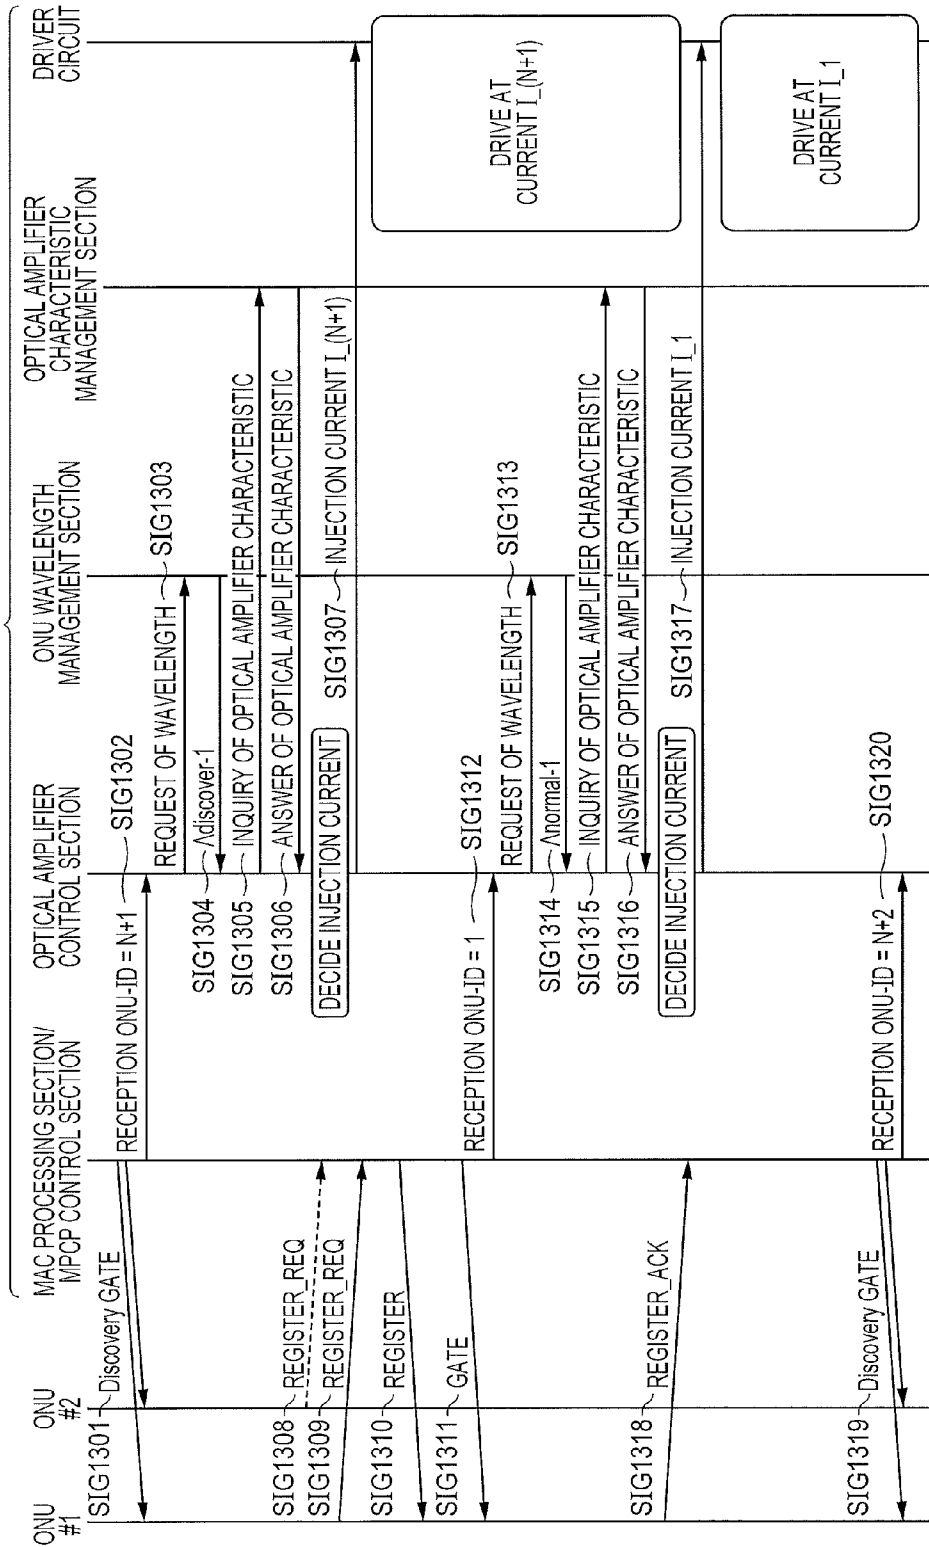 ONU
#1
ONU
#2
MAC PROCESSING SECTION/
MPCP CONTROL SECTION
OPTICAL AMPLIFIER
CONTROL SECTION
ONU WAVELENGTH
MANAGEMENT SECTION
OPTICAL AMPLIFIER
CHARACTERISTIC
MANAGEMENT SECTION
DRIVER
CIRCUIT
SIG1301
Discovery GATE
RECEPTION ONU-ID = N+1
SIG1302
REQUEST OF WAVELENGTH
SIG1303
SIG1304
Λdiscover-1
SIG1305
INQUIRY OF OPTICAL AMPLIFIER CHARACTERISTIC
SIG1306
ANSWER OF OPTICAL AMPLIFIER CHARACTERISTIC
DECIDE INJECTION CURRENT
SIG1307
INJECTION CURRENT I_(N+1)
DRIVE AT
CURRENT I_(N+1)
SIG1308
REGISTER_REQ
SIG1309
REGISTER_REQ
SIG1310
REGISTER
SIG1311
GATE
RECEPTION ONU-ID = 1
SIG1312
REQUEST OF WAVELENGTH
SIG1313
SIG1314
Λnormal-1
SIG1315
INQUIRY OF OPTICAL AMPLIFIER CHARACTERISTIC
SIG1316
ANSWER OF OPTICAL AMPLIFIER CHARACTERISTIC
DECIDE INJECTION CURRENT
SIG1317
INJECTION CURRENT I_1
DRIVE AT
CURRENT I_1
SIG1318
REGISTER_ACK
SIG1319
Discovery GATE
RECEPTION ONU-ID = N+2
SIG1320